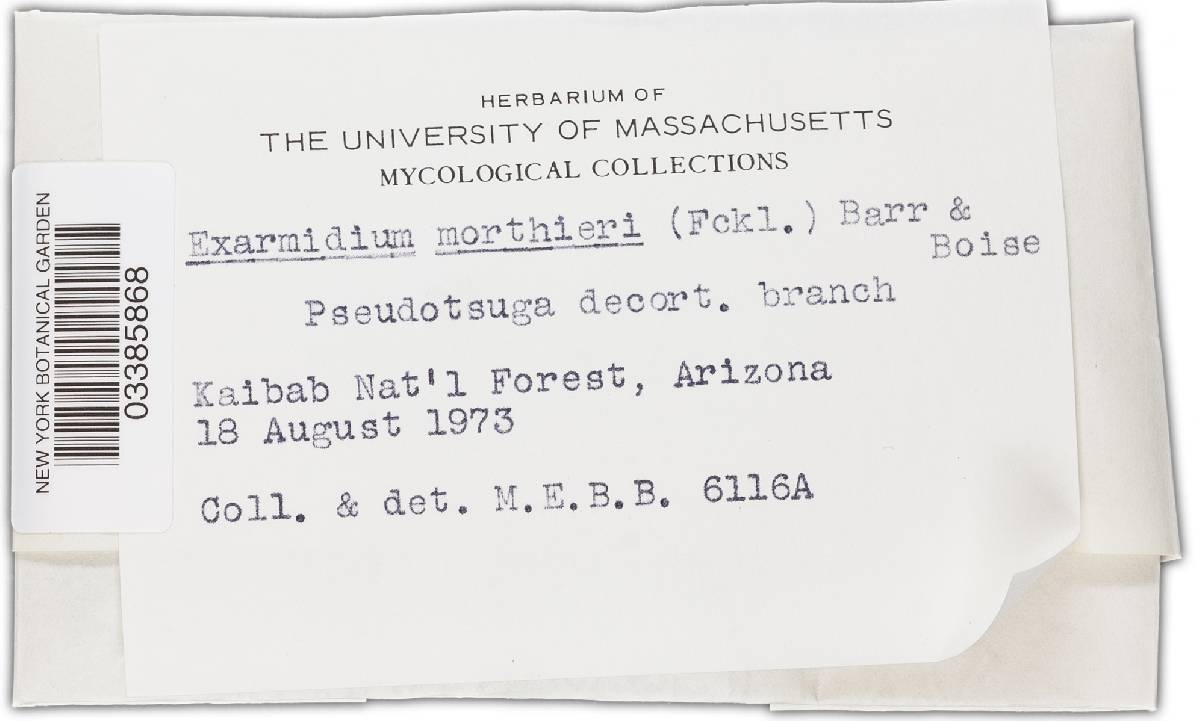 HERBARIUM OF
THE UNIVERSITY OF MASSACHUSETTS
MYCOLOGICAL COLLECTIONS
Exarmidium morthieri (Fckl.) Barr &
Boise
Pseudotsuga decort. branch
Kaibab Nat'l Forest, Arizona
18 August 1973
Coll. & det. M.E.B.B. 6116A
NEW YORK BOTANICAL GARDEN
03385868